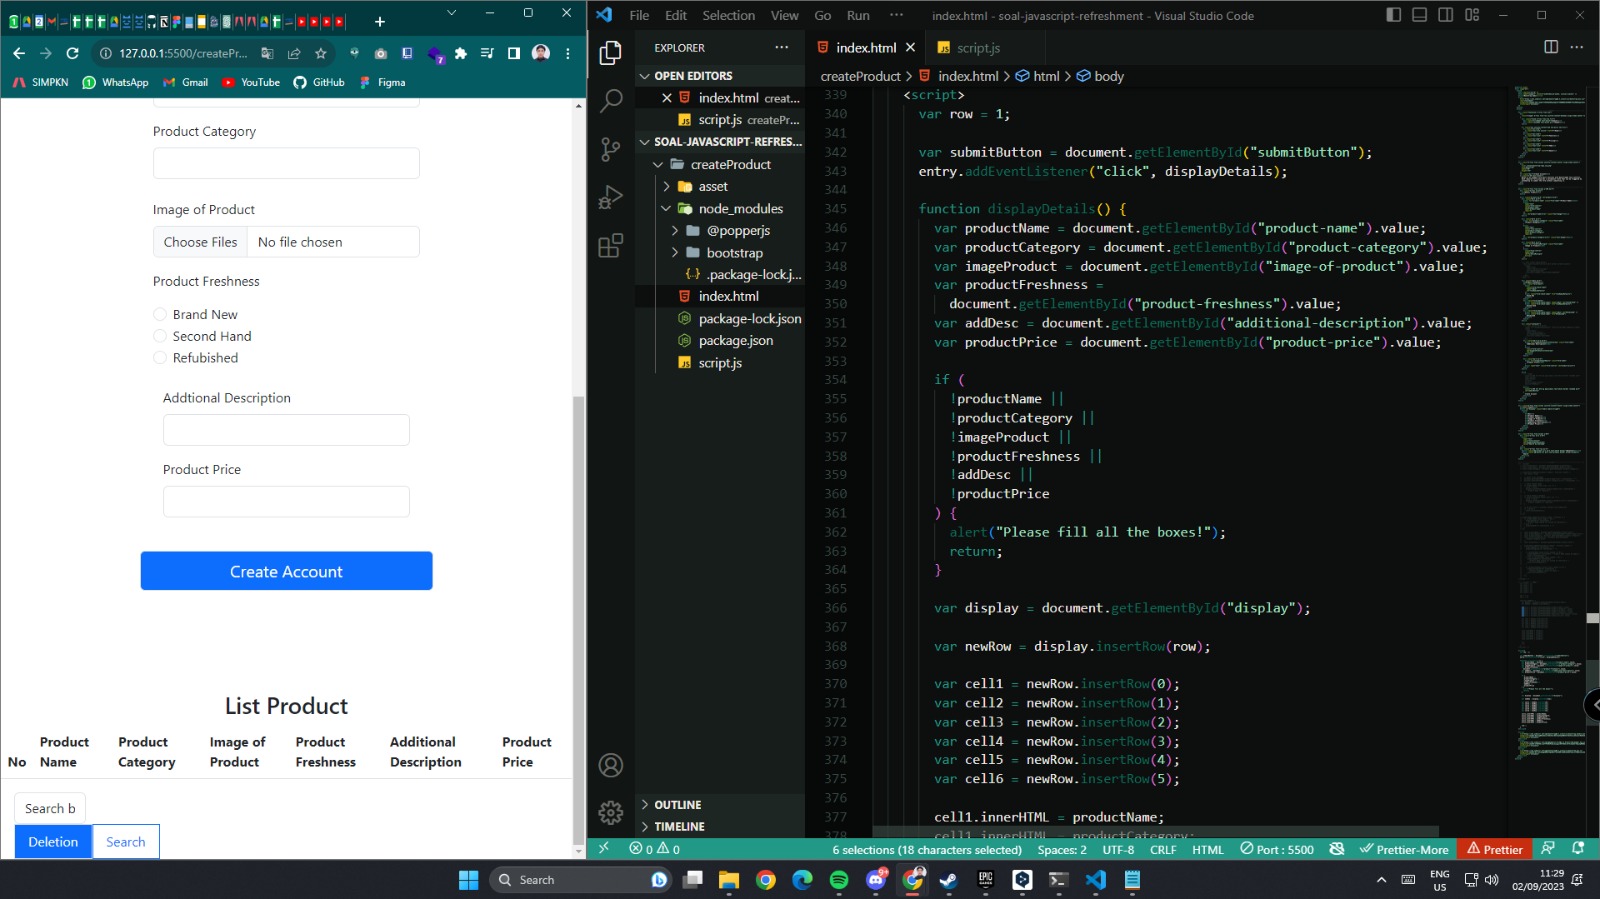 127.0.0.1:5500/createPr...
SIMPKN
WhatsApp
Gmail
YouTube
GitHub
Figma
Product Category
Image of Product
Choose Files
No file chosen
Product Freshness
Brand New
Second Hand
Refubished
Addtional Description
Product Price
Create Account
List Product
No
Product Name
Product Category
Image of Product
Product Freshness
Additional Description
Product Price
Search b
Deletion
Search
File Edit Selection View Go Run ···
index.html - soal-javascript-refreshment - Visual Studio Code
EXPLORER
OPEN EDITORS
index.html creat...
script.js createPr...
SOAL-JAVASCRIPT-REFRES...
createProduct
asset
node_modules
@popperjs
bootstrap
.package-lock.j...
index.html
package-lock.json
package.json
script.js
OUTLINE
TIMELINE
index.html
script.js
createProduct > index.html > html > body
339 <script>
340 var row = 1;
341
342 var submitButton = document.getElementById("submitButton");
343 entry.addEventListener("click", displayDetails);
344
345 function displayDetails() {
346 var productName = document.getElementById("product-name").value;
347 var productCategory = document.getElementById("product-category").value;
348 var imageProduct = document.getElementById("image-of-product").value;
349 var productFreshness =
350 document.getElementById("product-freshness").value;
351 var addDesc = document.getElementById("additional-description").value;
352 var productPrice = document.getElementById("product-price").value;
353
354 if (
355 !productName ||
356 !productCategory ||
357 !imageProduct ||
358 !productFreshness ||
359 !addDesc ||
360 !productPrice
361 ) {
362 alert("Please fill all the boxes!");
363 return;
364 }
365
366 var display = document.getElementById("display");
367
368 var newRow = display.insertRow(row);
369
370 var cell1 = newRow.insertRow(0);
371 var cell2 = newRow.insertRow(1);
372 var cell3 = newRow.insertRow(2);
373 var cell4 = newRow.insertRow(3);
374 var cell5 = newRow.insertRow(4);
375 var cell6 = newRow.insertRow(5);
376
377 cell1.innerHTML = productName;
378 cell1.innerHTML = productCategory;
0 0
6 selections (18 characters selected)
Spaces: 2
UTF-8
CRLF
HTML
Port : 5500
Prettier-More
Prettier
Search
ENG
US
11:29
02/09/2023